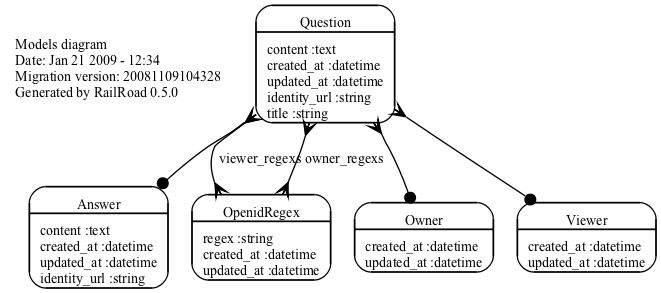 Models diagram
Date: Jan 21 2009 - 12:34
Migration version: 20081109104328
Generated by RailRoad 0.5.0
Question
content :text
created_at :datetime
updated_at :datetime
identity_url :string
title :string
viewer_regexs
owner_regexs
Answer
content :text
created_at :datetime
updated_at :datetime
identity_url :string
OpenidRegex
regex :string
created_at :datetime
updated_at :datetime
Owner
created_at :datetime
updated_at :datetime
Viewer
created_at :datetime
updated_at :datetime